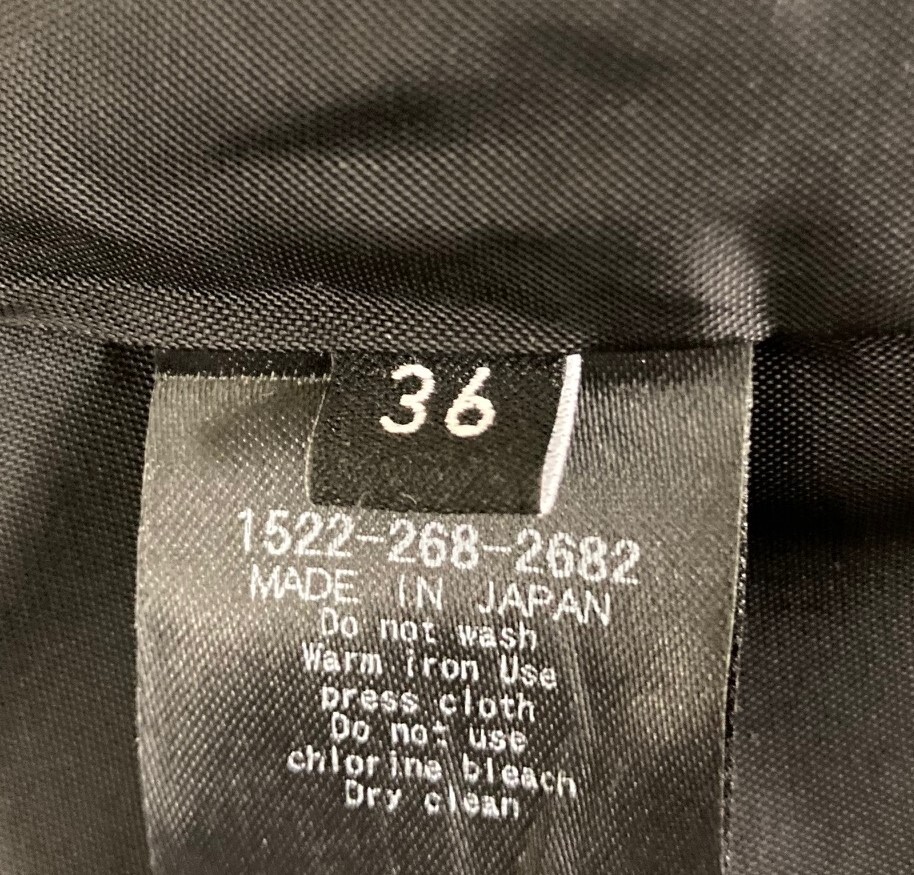 36
1522-268-2682
MADE IN JAPAN
Do not wash
Warm iron Use
press cloth
Do not use
chlorine bleach
Dry clean